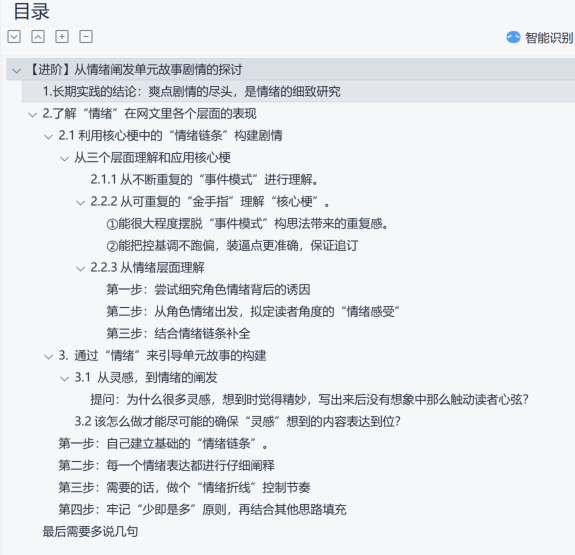 目录
智能识别
【进阶】从情绪阐发单元故事剧情的探讨
1.长期实践的结论：爽点剧情的尽头，是情绪的细致研究
2.了解“情绪”在网文里各个层面的表现
2.1 利用核心梗中的“情绪链条”构建剧情
从三个层面理解和应用核心梗
2.1.1 从不断重复的“事件模式”进行理解。
2.2.2 从可重复的“金手指”理解“核心梗”。
①能很大程度摆脱“事件模式”构思法带来的重复感。
②能把控基调不跑偏，装逼点更准确，保证追订
2.2.3 从情绪层面理解
第一步：尝试细究角色情绪背后的诱因
第二步：从角色情绪出发，拟定读者角度的“情绪感受”
第三步：结合情绪链条补全
3. 通过“情绪”来引导单元故事的构建
3.1 从灵感，到情绪的阐发
提问：为什么很多灵感，想到时觉得精妙，写出来后没有想象中那么触动读者心弦？
3.2 该怎么做才能尽可能的确保“灵感”想到的内容表达到位？
第一步：自己建立基础的“情绪链条”。
第二步：每一个情绪表达都进行仔细阐释
第三步：需要的话，做个“情绪折线”控制节奏
第四步：牢记“少即是多”原则，再结合其他思路填充
最后需要多说几句